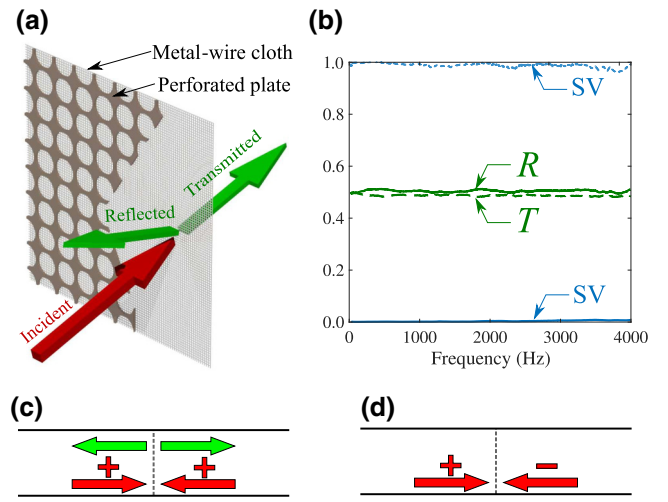 (a)
Metal-wire cloth
Perforated plate
Transmitted
Reflected
Incident
(b)
1.0
0.8
0.6
0.4
0.2
0.0
SV
R
T
SV
0
1000
2000
3000
4000
Frequency (Hz)
(c)
+
+
(d)
+
−